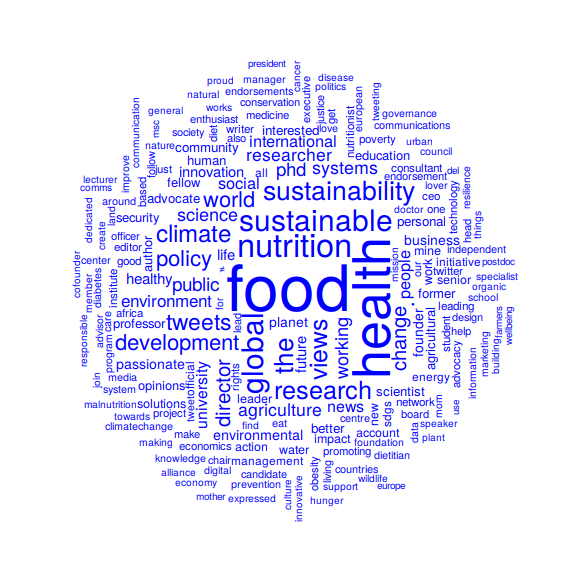 president
proud
manager
cancer
executive
disease
politics
tweeting
natural
endorsements
works
conservation
justice
get
european
governance
general
enthusiast
medicine
communications
communication
msc
society
diet
writer
interested
love
nutritionist
poverty
urban
also
international
council
nature
community
education
follow
human
researcher
just
innovation
all
phd
systems
consultant
del
lecturer
comms
improve
based
fellow
social
endorsement
lover
resilience
around
advocate
world
sustainability
ceo
technology
dedicated
land
security
science
sustainable
doctor
one
head
things
create
officer
climate
personal
editor
author
nutrition
business
independent
cofounder
center
good
policy
life
mission
people
mine
our
work
initiative
postdoc
member
diabetes
institute
healthy
public
food
health
twitter
senior
specialist
organic
environment
for
former
school
africa
lead
planet
leading
professor
tweets
global
change
founder
agricultural
design
farmers
wellbeing
responsible
advisor
program
care
development
the
future
views
working
student
help
building
marketing
passionate
rights
advocacy
information
join
media
director
energy
system
opinions
official
university
research
scientist
tweet
malnutrition
solutions
leader
network
mom
use
towards
project
agriculture
news
new
sdgs
board
centre
speaker
climatechange
find
eat
better
account
data
plant
making
make
environmental
impact
foundation
economics
action
water
promoting
dietitian
knowledge
chair
management
obesity
living
countries
alliance
digital
candidate
wildlife
economy
prevention
culture
innovative
support
europe
mother
expressed
hunger